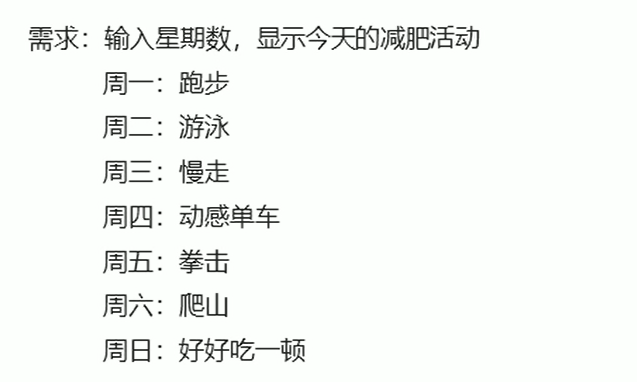 需求：输入星期数，显示今天的减肥活动
周一：跑步
周二：游泳
周三：慢走
周四：动感单车
周五：拳击
周六：爬山
周日：好好吃一顿